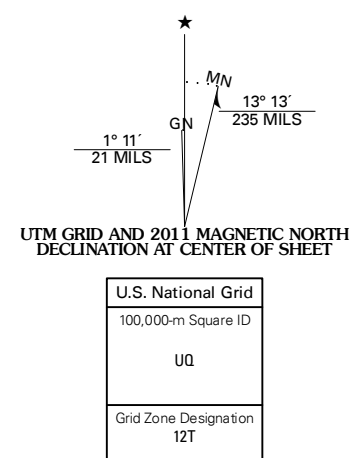 ★
MN
13° 13´
235 MILS
GN
1° 11´
21 MILS
UTM GRID AND 2011 MAGNETIC NORTH
DECLINATION AT CENTER OF SHEET
U.S. National Grid
100,000-m Square ID
UQ
Grid Zone Designation
12T